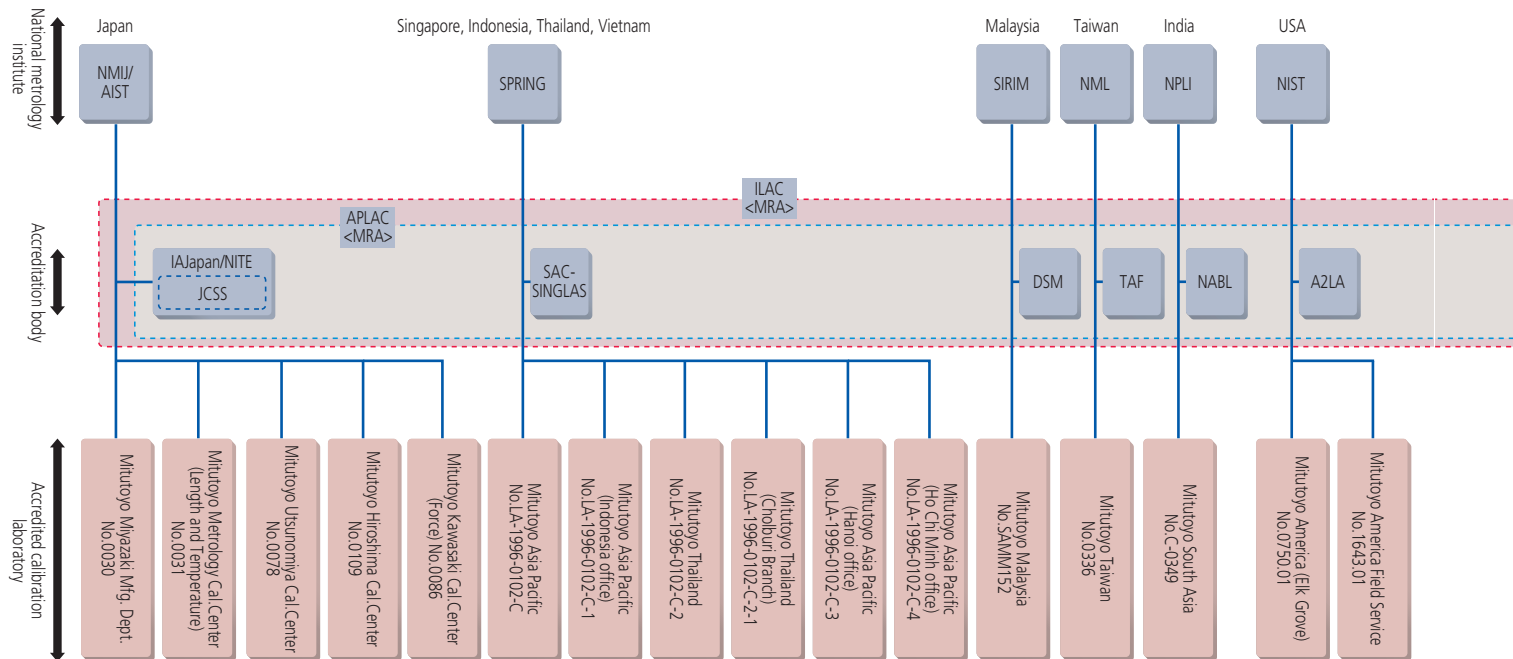 National metrology
institute
Japan
Singapore, Indonesia, Thailand, Vietnam
Malaysia
Taiwan
India
USA
NMIJ/
AIST
SPRING
SIRIM
NML
NPLI
NIST
ILAC
<MRA>
APLAC
<MRA>
Accreditation body
IAJapan/NITE
JCSS
SAC-
SINGLAS
DSM
TAF
NABL
A2LA
Accredited calibration
laboratory
Mitutoyo Miyazaki Mfg. Dept.
No.0030
Mitutoyo Metrology Cal.Center
(Length and Temperature)
No.0031
Mitutoyo Utsunomiya Cal.Center
No.0078
Mitutoyo Hiroshima Cal.Center
No.0109
Mitutoyo Kawasaki Cal.Center
(Force) No.0086
Mitutoyo Asia Pacific
No.LA-1996-0102-C
Mitutoyo Asia Pacific
(Indonesia office)
No.LA-1996-0102-C-1
Mitutoyo Thailand
No.LA-1996-0102-C-2
Mitutoyo Thailand
(Cholburi Branch)
No.LA-1996-0102-C-2-1
Mitutoyo Asia Pacific
(Hanoi office)
No.LA-1996-0102-C-3
Mitutoyo Asia Pacific
(Ho Chi Minh office)
No.LA-1996-0102-C-4
Mitutoyo Malaysia
No.SAMM152
Mitutoyo Taiwan
No.0336
Mitutoyo South Asia
No.C-0349
Mitutoyo America (Elk Grove)
No.0750.01
Mitutoyo America Field Service
No.1643.01